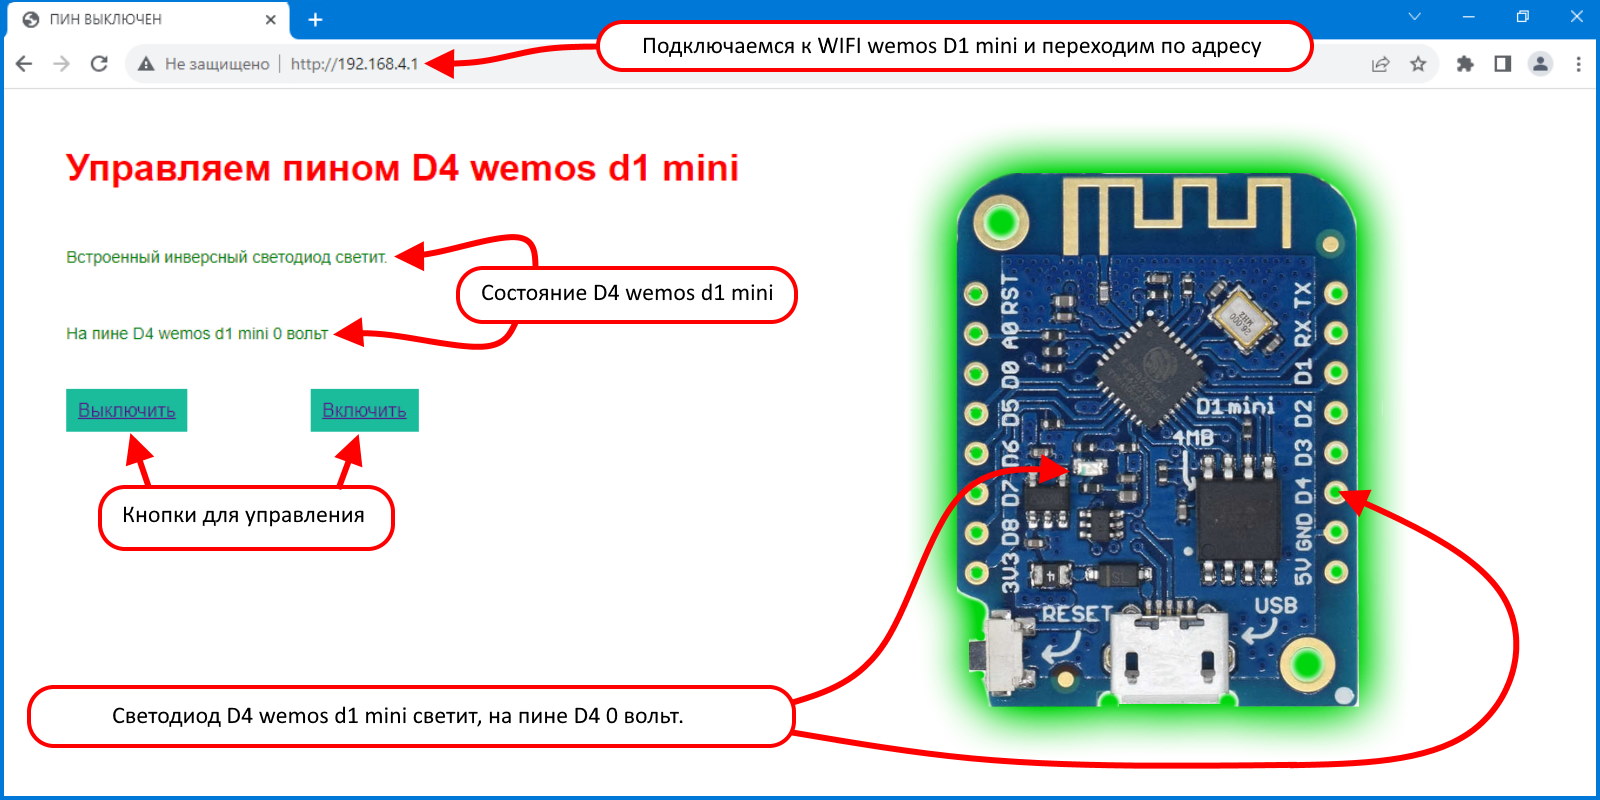 ПИН ВЫКЛЮЧЕН
Не защищено
http://192.168.4.1
Подключаемся к WIFI wemos D1 mini и переходим по адресу
Управляем пином D4 wemos d1 mini
Встроенный инверсный светодиод светит.
Состояние D4 wemos d1 mini
На пине D4 wemos d1 mini 0 вольт
Выключить
Включить
Кнопки для управления
Светодиод D4 wemos d1 mini светит, на пине D4 0 вольт.
RST
A0
D0
D5
D6
D7
D8
3V3
TX
RX
D1
D2
D3
D4
GND
5V
D1 mini
4MB
RESET
USB
4